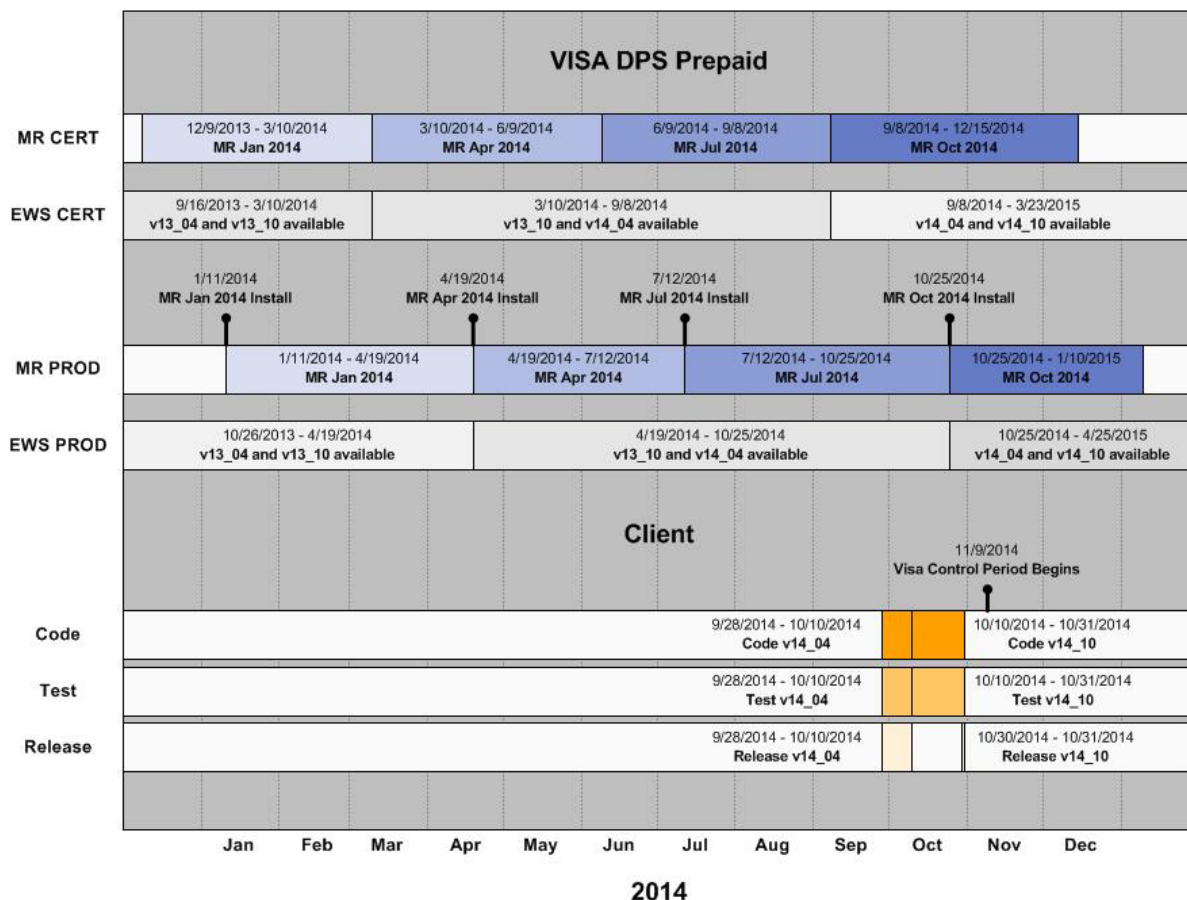 VISA DPS Prepaid
MR CERT
12/9/2013 - 3/10/2014
MR Jan 2014
3/10/2014 - 6/9/2014
MR Apr 2014
6/9/2014 - 9/8/2014
MR Jul 2014
9/8/2014 - 12/15/2014
MR Oct 2014
EWS CERT
9/16/2013 - 3/10/2014
v13_04 and v13_10 available
3/10/2014 - 9/8/2014
v13_10 and v14_04 available
9/8/2014 - 3/23/2015
v14_04 and v14_10 available
1/11/2014
MR Jan 2014 Install
4/19/2014
MR Apr 2014 Install
7/12/2014
MR Jul 2014 Install
10/25/2014
MR Oct 2014 Install
MR PROD
1/11/2014 - 4/19/2014
MR Jan 2014
4/19/2014 - 7/12/2014
MR Apr 2014
7/12/2014 - 10/25/2014
MR Jul 2014
10/25/2014 - 1/10/2015
MR Oct 2014
EWS PROD
10/26/2013 - 4/19/2014
v13_04 and v13_10 available
4/19/2014 - 10/25/2014
v13_10 and v14_04 available
10/25/2014 - 4/25/2015
v14_04 and v14_10 available
Client
11/9/2014
Visa Control Period Begins
Code
9/28/2014 - 10/10/2014
Code v14_04
10/10/2014 - 10/31/2014
Code v14_10
Test
9/28/2014 - 10/10/2014
Test v14_04
10/10/2014 - 10/31/2014
Test v14_10
Release
9/28/2014 - 10/10/2014
Release v14_04
10/30/2014 - 10/31/2014
Release v14_10
Jan Feb Mar Apr May Jun Jul Aug Sep Oct Nov Dec
2014